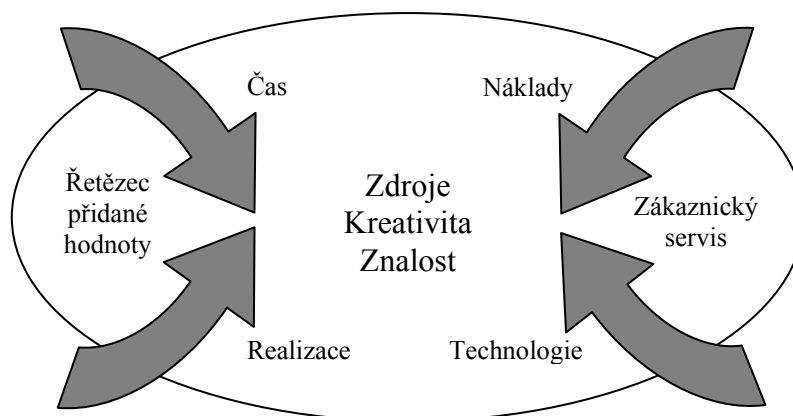 Čas
Náklady
Řetězec
přidané
hodnoty
Zdroje
Kreativita
Znalost
Zákaznický
servis
Realizace
Technologie